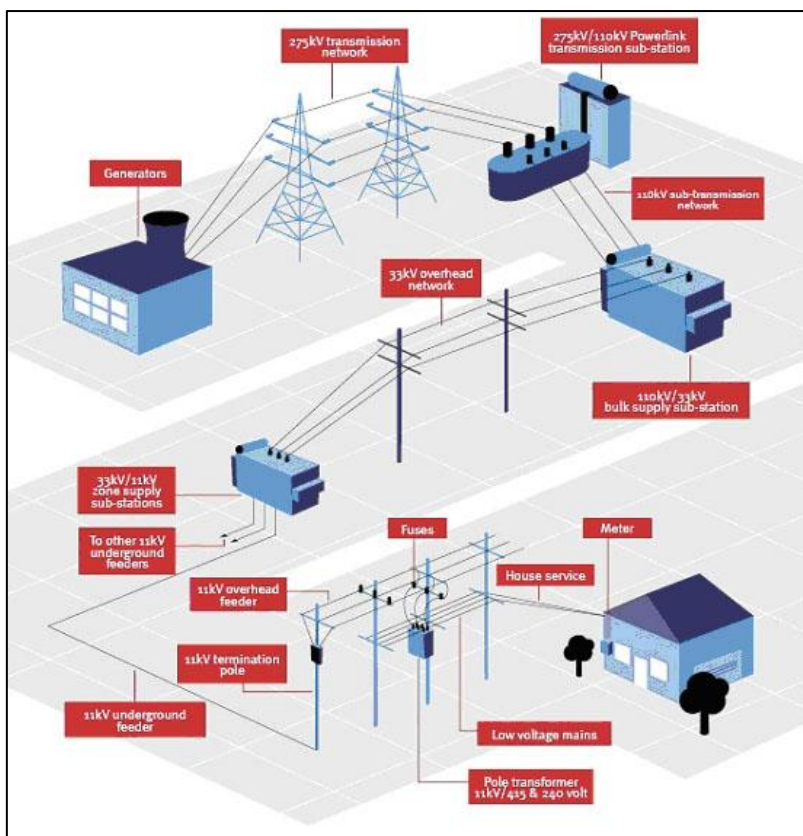 275kV transmission
network
275kV/110kV Powerlink
transmission sub-station
Generators
110kV sub-transmission
network
33kV overhead
network
110kV/33kV
bulk supply sub-station
33kV/11kV
zone supply
sub-stations
To other 11kV
underground
feeders
Fuses
Meter
House service
11kV overhead
feeder
11kV termination
pole
11kV underground
feeder
Low voltage mains
Pole transformer
11kV/415 & 240 volt